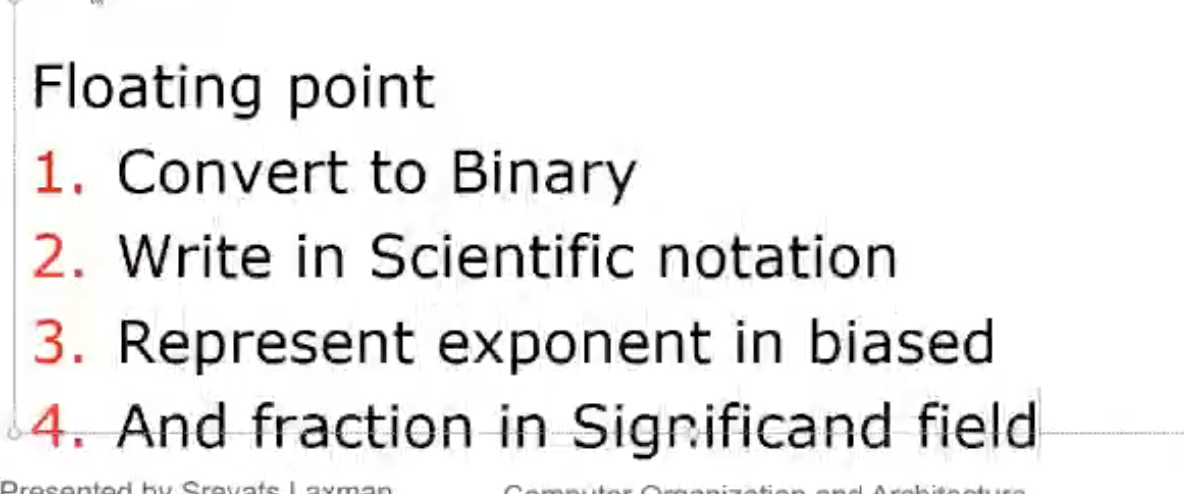 Floating point
1. Convert to Binary
2. Write in Scientific notation
3. Represent exponent in biased
4. And fraction in Significand field
Presented by Srevats Laxman
Computer Organization and Architecture